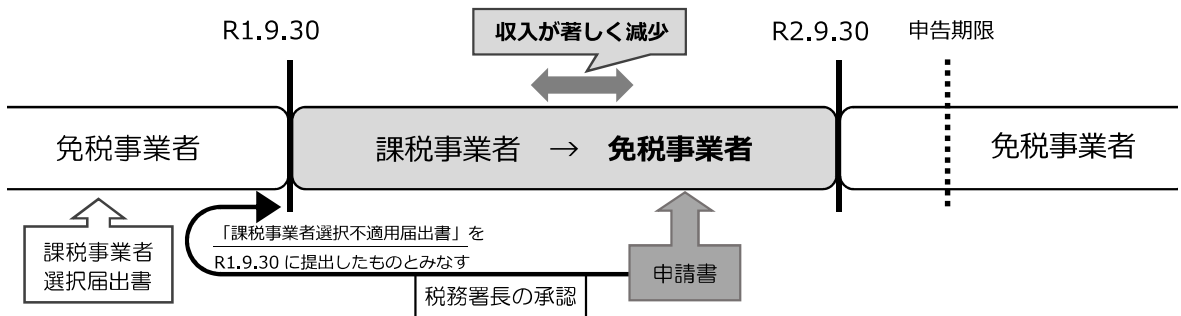 R1.9.30
収入が著しく減少
R2.9.30
申告期限
免税事業者
課税事業者 → 免税事業者
免税事業者
課税事業者
選択届出書
「課税事業者選択不適用届出書」を
R1.9.30 に提出したものとみなす
税務署長の承認
申請書